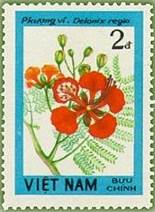 Phượng vĩ. Delonix regia
2đ
VIỆT NAM BƯU CHÍNH